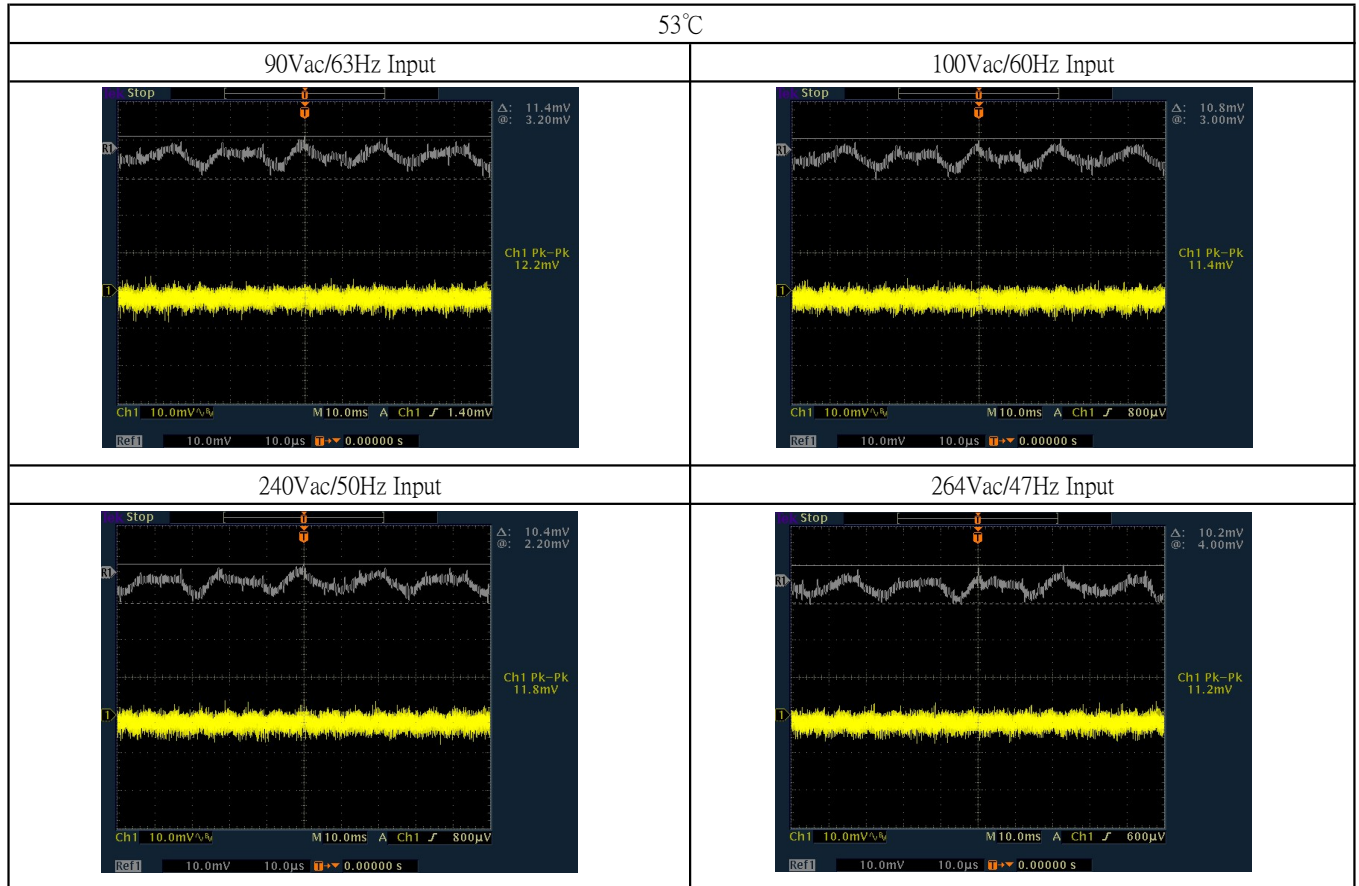 53℃
90Vac/63Hz Input
100Vac/60Hz Input
Stop
Δ: 11.4mV
@: 3.20mV
R1
Ch1 Pk-Pk
12.2mV
1
Ch1 10.0mV M10.0ms A Ch1 1.40mV
Ref1 10.0mV 10.0µs T 0.00000 s
Stop
Δ: 10.8mV
@: 3.00mV
R1
Ch1 Pk-Pk
11.4mV
1
Ch1 10.0mV M10.0ms A Ch1 800µV
Ref1 10.0mV 10.0µs T 0.00000 s
240Vac/50Hz Input
264Vac/47Hz Input
Stop
Δ: 10.4mV
@: 2.20mV
R1
Ch1 Pk-Pk
11.8mV
1
Ch1 10.0mV M10.0ms A Ch1 800µV
Ref1 10.0mV 10.0µs T 0.00000 s
Stop
Δ: 10.2mV
@: 4.00mV
R1
Ch1 Pk-Pk
11.2mV
1
Ch1 10.0mV M10.0ms A Ch1 600µV
Ref1 10.0mV 10.0µs T 0.00000 s